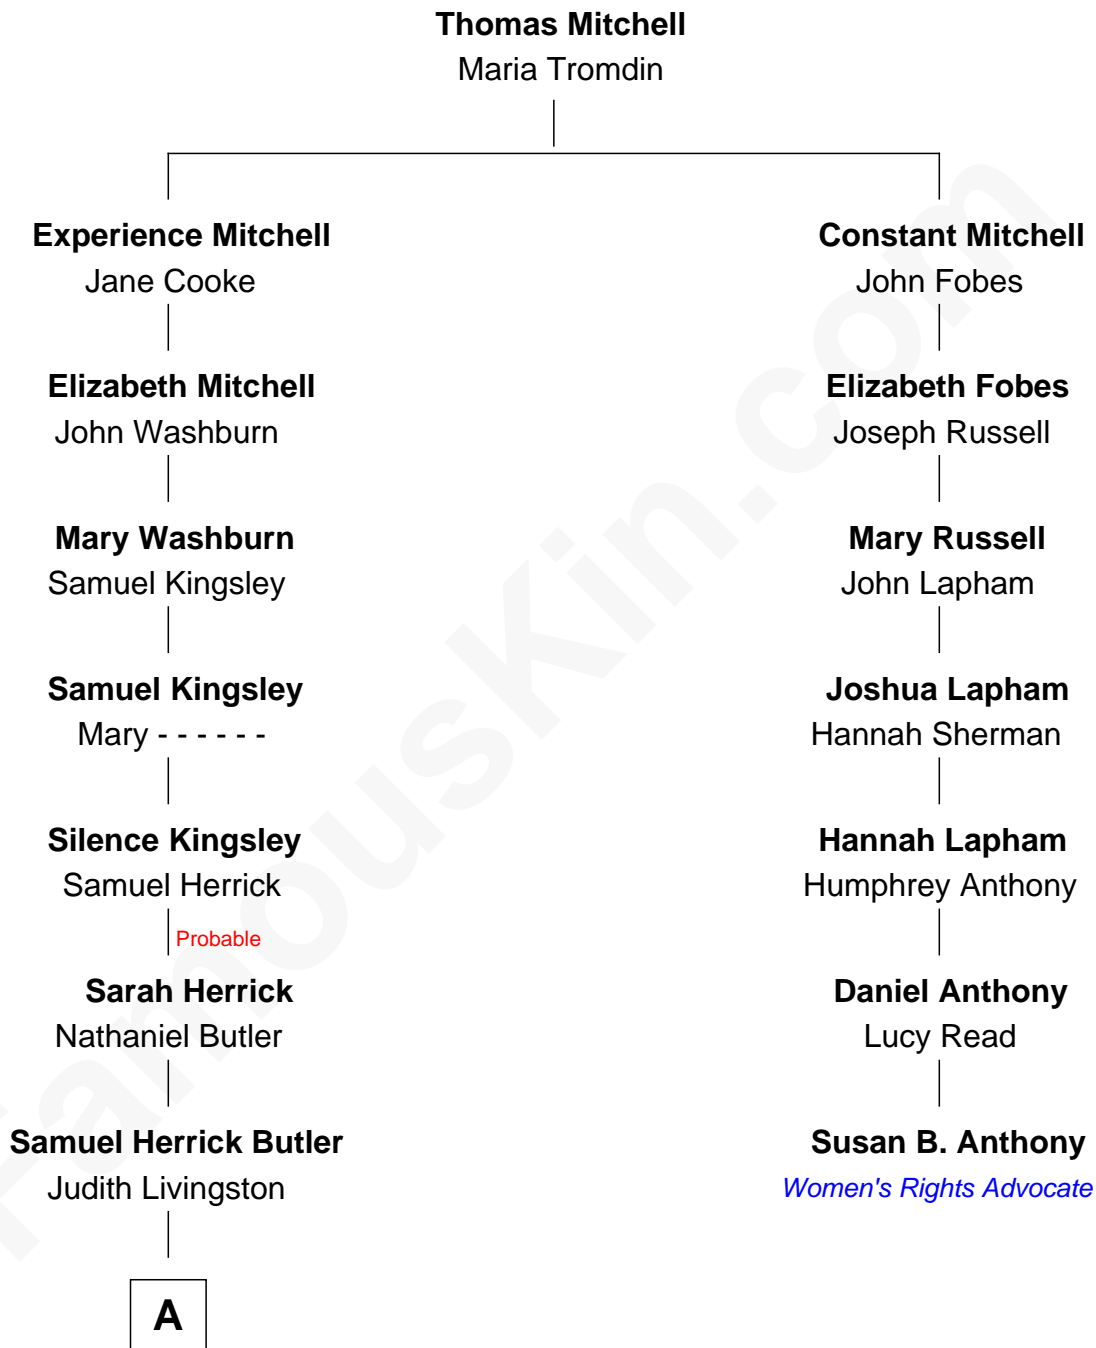 Thomas Mitchell
Maria Tromdin
Experience Mitchell
Jane Cooke
Constant Mitchell
John Fobes
Elizabeth Mitchell
John Washburn
Elizabeth Fobes
Joseph Russell
Mary Washburn
Samuel Kingsley
Mary Russell
John Lapham
Samuel Kingsley
Mary - - - - - -
Joshua Lapham
Hannah Sherman
Silence Kingsley
Samuel Herrick
Hannah Lapham
Humphrey Anthony
Probable
Sarah Herrick
Nathaniel Butler
Daniel Anthony
Lucy Read
Samuel Herrick Butler
Judith Livingston
Susan B. Anthony
Women's Rights Advocate
A
FamousKin.com